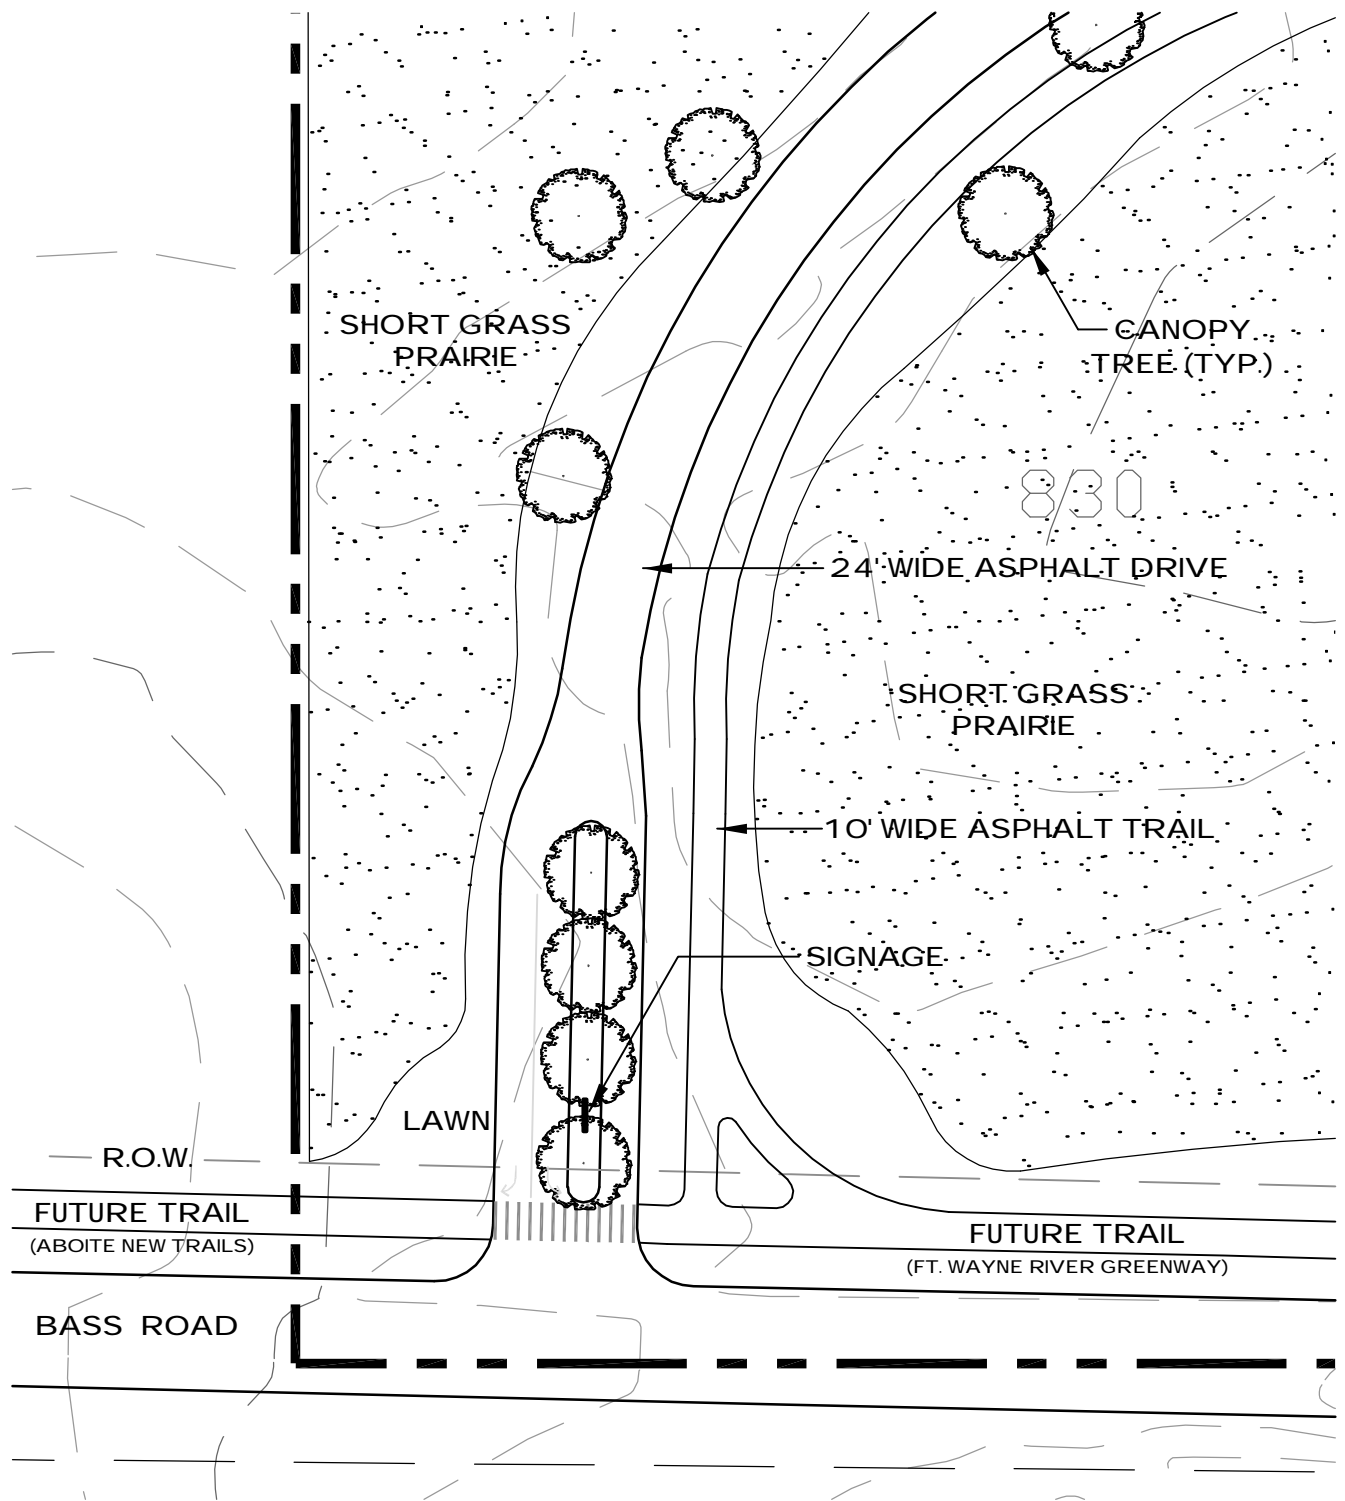 SHORT GRASS
PRAIRIE
CANOPY
TREE (TYP.)
830
24' WIDE ASPHALT DRIVE
SHORT GRASS
PRAIRIE
10' WIDE ASPHALT TRAIL
SIGNAGE
LAWN
R.O.W.
FUTURE TRAIL
(ABOITE NEW TRAILS)
FUTURE TRAIL
(FT. WAYNE RIVER GREENWAY)
BASS ROAD